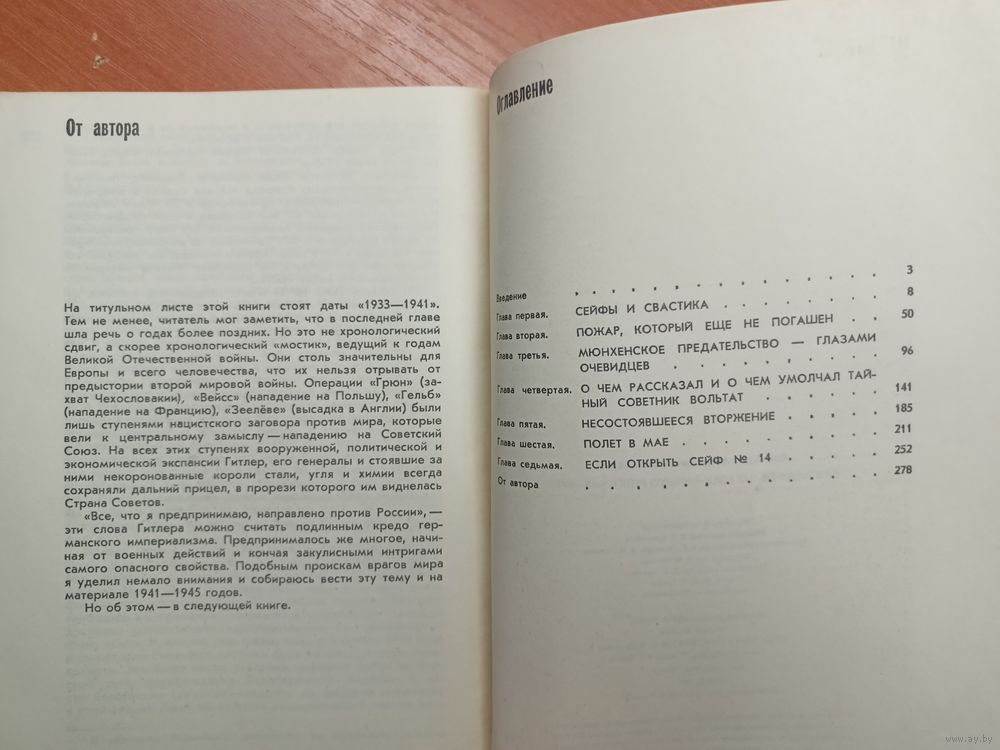 От автора
На титульном листе этой книги стоят даты «1933—1941».
Тем не менее, читатель мог заметить, что в последней главе
шла речь о годах более поздних. Но это не хронологический
сдвиг, а скорее хронологический «мостик», ведущий к годам
Великой Отечественной войны. Они столь значительны для
Европы и всего человечества, что их нельзя отрывать от
предыстории второй мировой войны. Операции «Грюн» (за-
хват Чехословакии), «Вейсс» (нападение на Польшу), «Гельб»
(нападение на Францию), «Зеелёве» (высадка в Англии) были
лишь ступенями нацистского заговора против мира, которые
вели к центральному замыслу — нападению на Советский
Союз. На всех этих ступенях вооруженной, политической и
экономической экспансии Гитлер, его генералы и стоявшие за
ними некоронованные короли стали, угля и химии всегда
сохраняли дальний прицел, в прорези которого им виднелась
Страна Советов.
«Все, что я предпринимаю, направлено против России», —
эти слова Гитлера можно считать подлинным кредо гер-
манского империализма. Предпринималось же многое, начи-
ная от военных действий и кончая закулисными интригами
самого опасного свойства. Подобным проискам врагов мира
я уделил немало внимания и собираюсь вести эту тему и на
материале 1941—1945 годов.
Но об этом — в следующей книге.
Оглавление
Введение . . . . . . . . . . . . 3
Глава первая. СЕЙФЫ И СВАСТИКА . . . . . . 8
Глава вторая. ПОЖАР, КОТОРЫЙ ЕЩЕ НЕ ПОГАШЕН . . 50
Глава третья. МЮНХЕНСКОЕ ПРЕДАТЕЛЬСТВО — ГЛАЗАМИ
ОЧЕВИДЦЕВ . . . . . . . . . 96
Глава четвертая. О ЧЕМ РАССКАЗАЛ И О ЧЕМ УМОЛЧАЛ ТАЙ-
НЫЙ СОВЕТНИК ВОЛЬТАТ . . . . . 141
Глава пятая. НЕСОСТОЯВШЕЕСЯ ВТОРЖЕНИЕ . . . . 185
Глава шестая. ПОЛЕТ В МАЕ . . . . . . . . 211
Глава седьмая. ЕСЛИ ОТКРЫТЬ СЕЙФ № 14 . . . . 252
От автора . . . . . . . . . . . . 278
www.ay.by